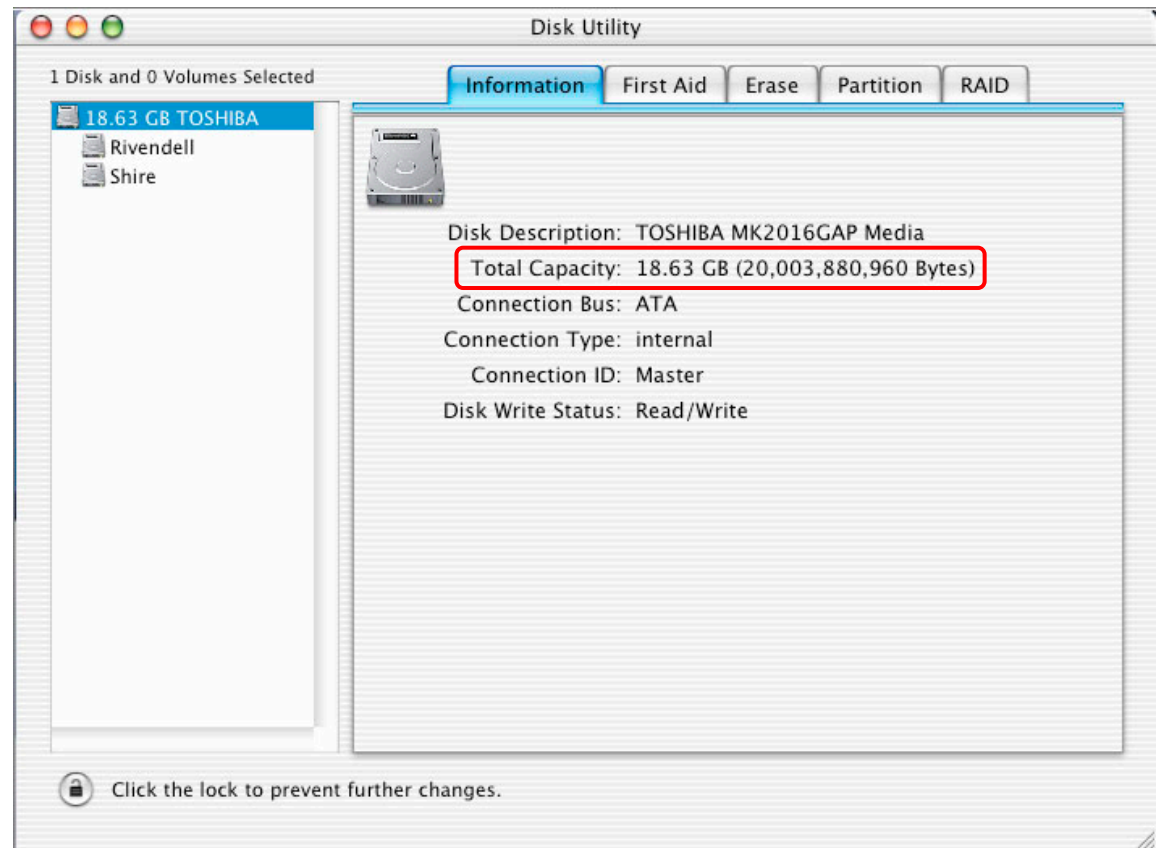 Disk Utility
1 Disk and 0 Volumes Selected
18.63 GB TOSHIBA
Rivendell
Shire
Information First Aid Erase Partition RAID
Disk Description: TOSHIBA MK2016GAP Media
Total Capacity: 18.63 GB (20,003,880,960 Bytes)
Connection Bus: ATA
Connection Type: internal
Connection ID: Master
Disk Write Status: Read/Write
Click the lock to prevent further changes.